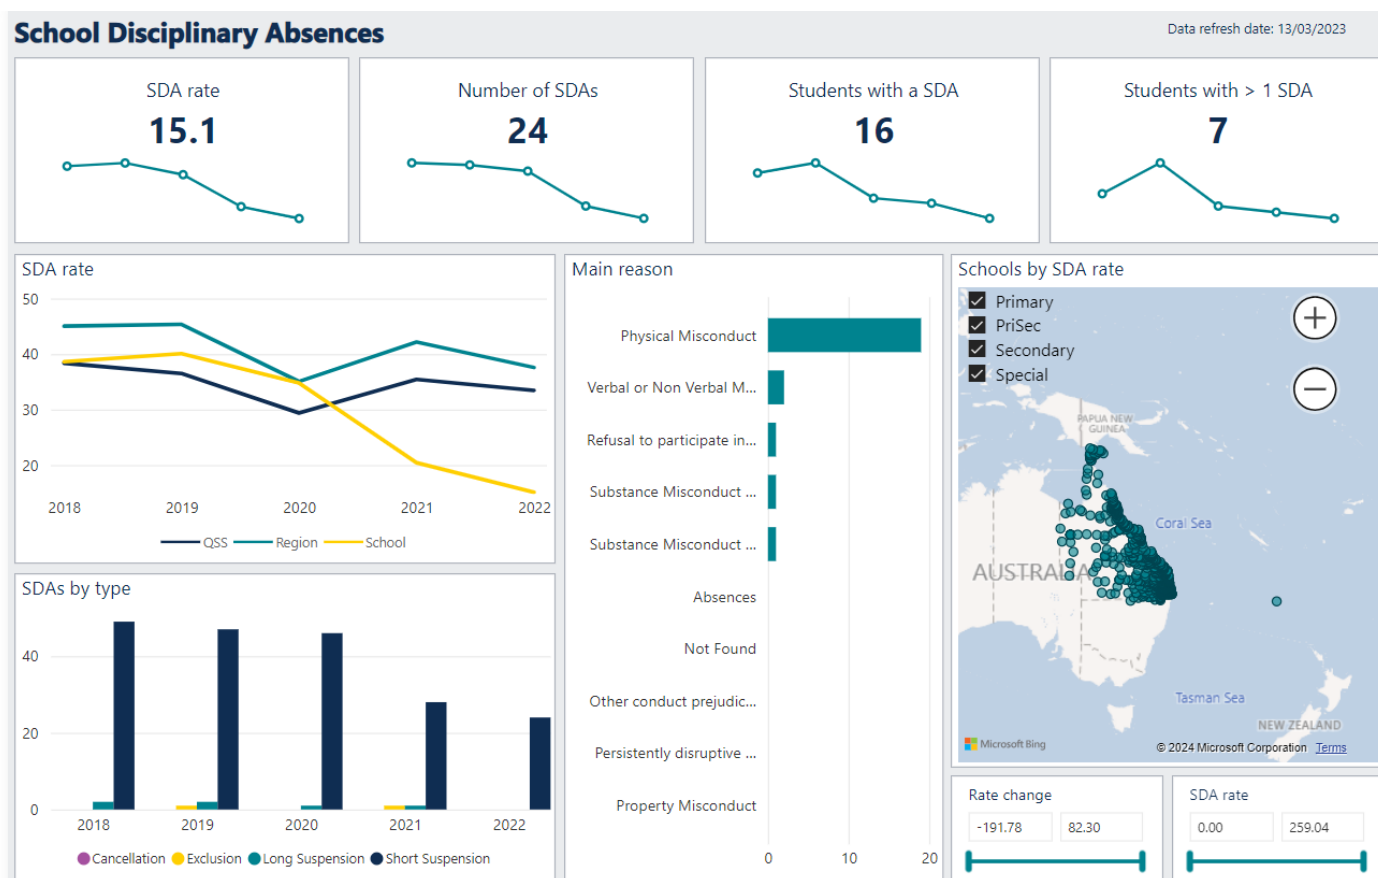 School Disciplinary Absences
Data refresh date: 13/03/2023
SDA rate
15.1
Number of SDAs
24
Students with a SDA
16
Students with > 1 SDA
7
SDA rate
50
40
30
20
2018 2019 2020 2021 2022
QSS Region School
SDAs by type
40
20
0
2018 2019 2020 2021 2022
Cancellation Exclusion Long Suspension Short Suspension
Main reason
Physical Misconduct
Verbal or Non Verbal M...
Refusal to participate in...
Substance Misconduct ...
Substance Misconduct ...
Absences
Not Found
Other conduct prejudic...
Persistently disruptive ...
Property Misconduct
0 10 20
Schools by SDA rate
Primary
PriSec
Secondary
Special
PAPUA NEW
GUINEA
Coral Sea
AUSTRALIA
Tasman Sea
NEW ZEALAND
Microsoft Bing
© 2024 Microsoft Corporation Terms
Rate change
-191.78 82.30
SDA rate
0.00 259.04